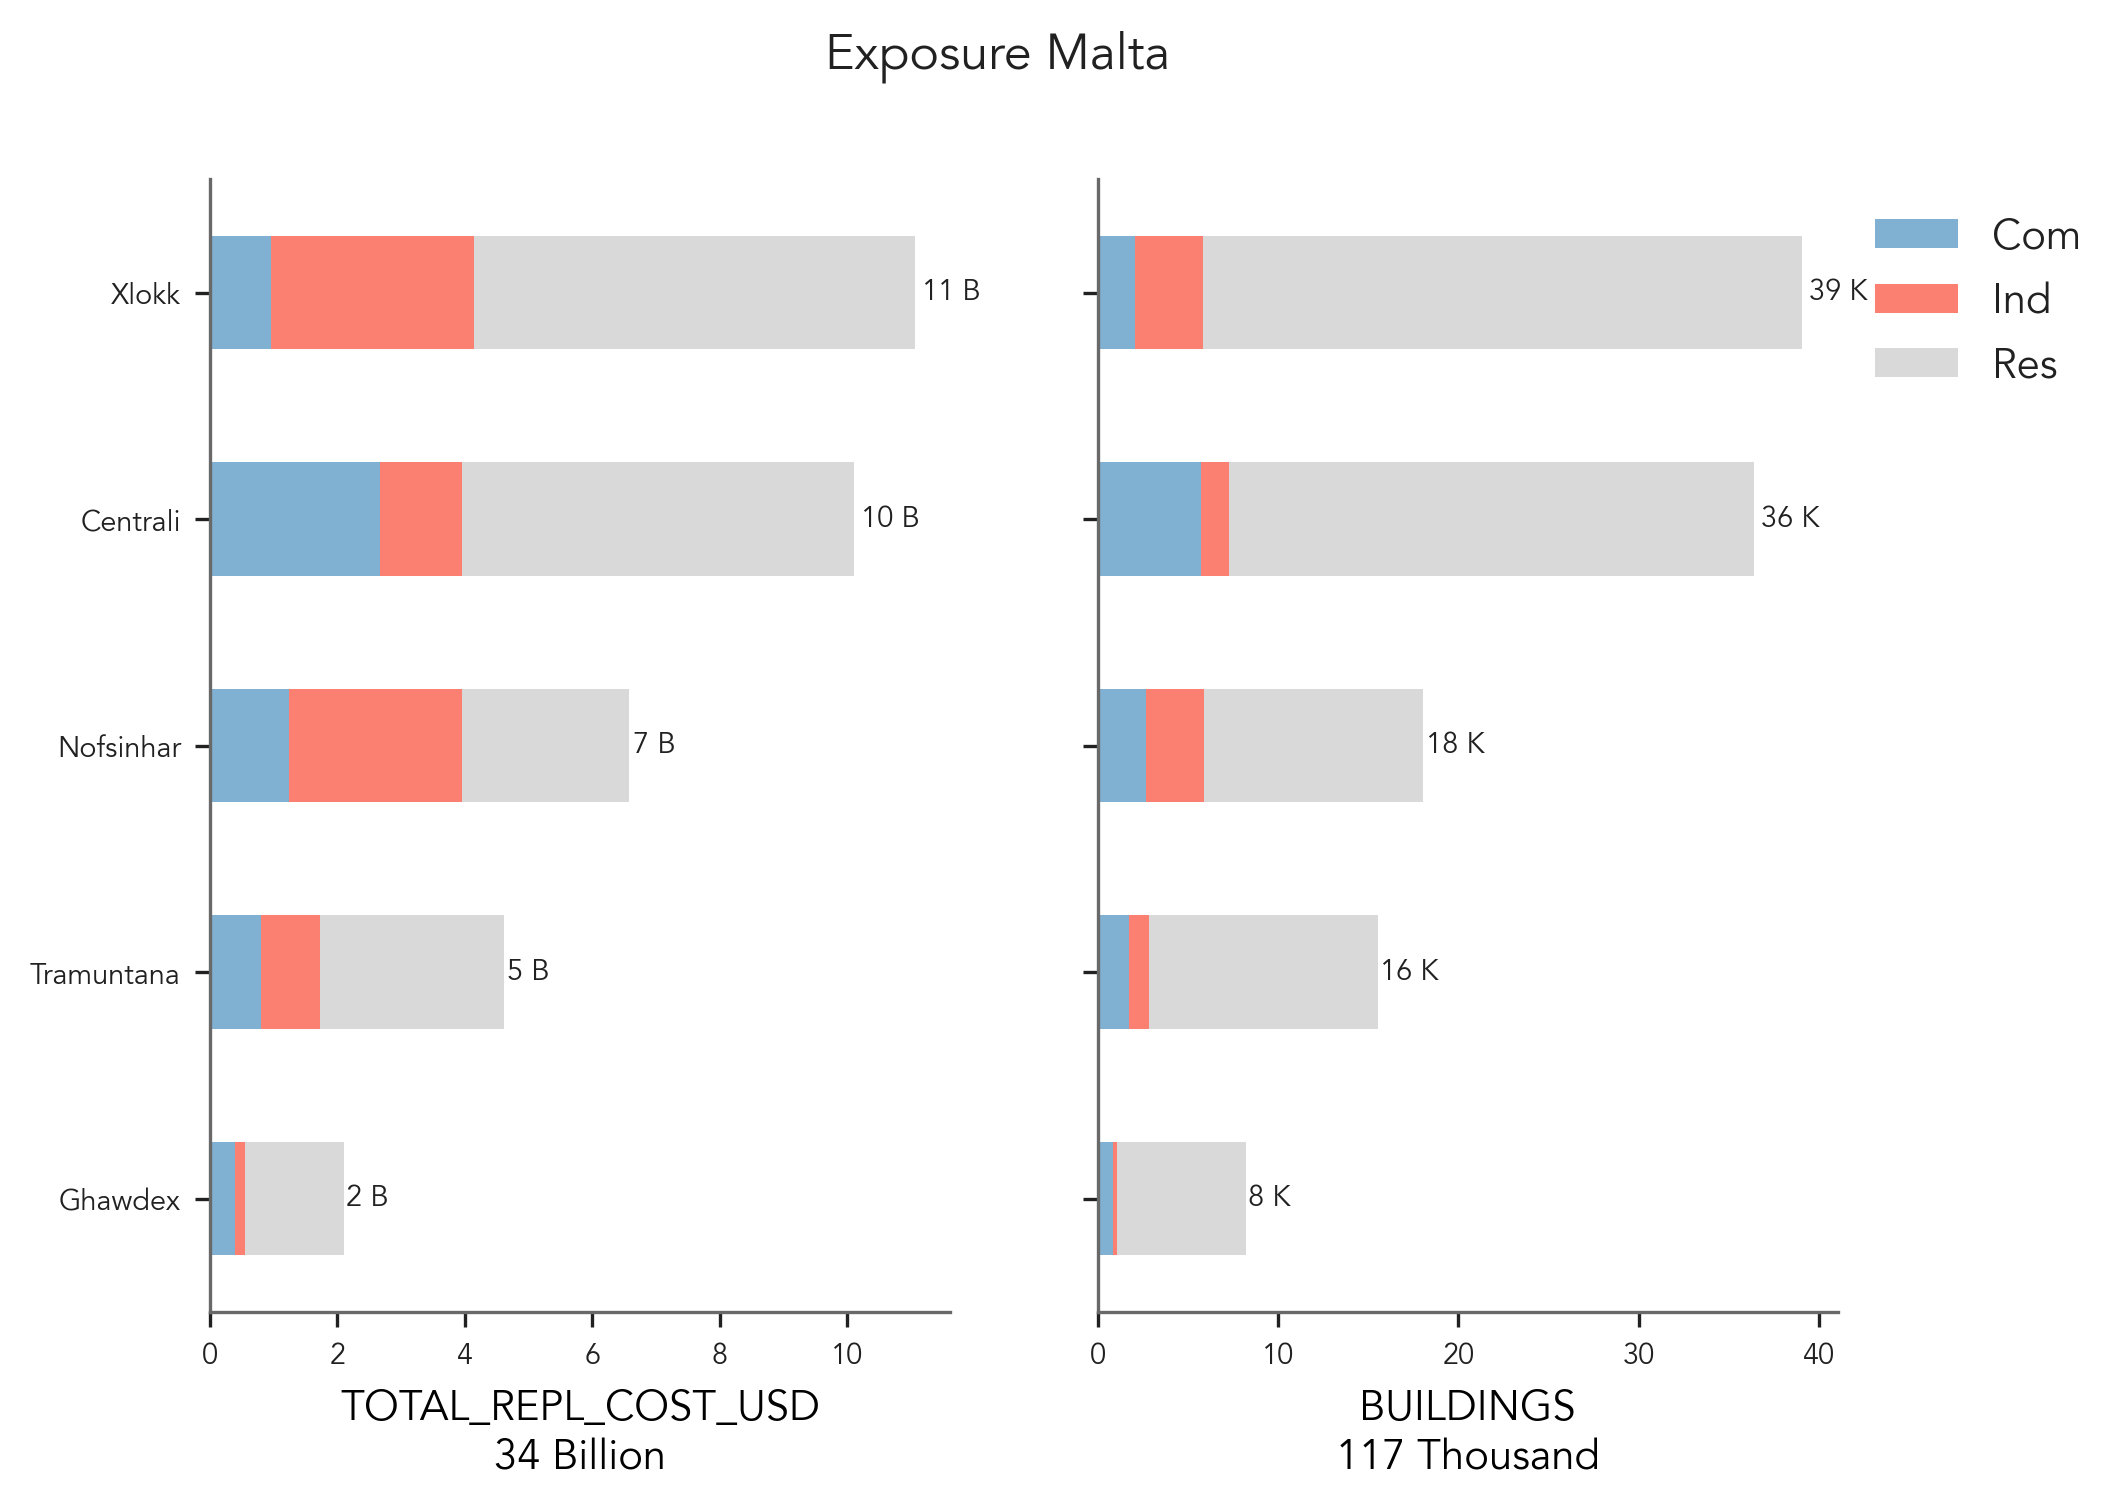 Exposure Malta
Xlokk
Centrali
Nofsinhar
Tramuntana
Ghawdex
11 B
10 B
7 B
5 B
2 B
0 2 4 6 8 10
TOTAL_REPL_COST_USD
34 Billion
39 K
36 K
18 K
16 K
8 K
0 10 20 30 40
BUILDINGS
117 Thousand
Com
Ind
Res